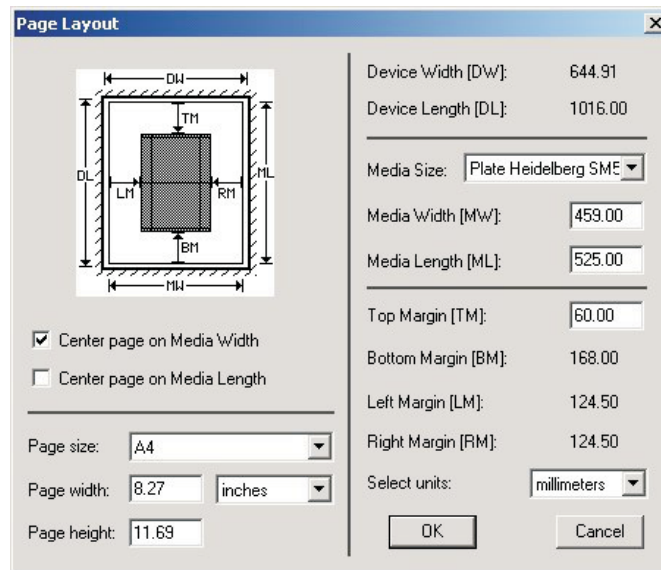 Page Layout
DW
TM
DL
ML
LM
RM
BM
MW
Center page on Media Width
Center page on Media Length
Page size: A4
Page width: 8.27 inches
Page height: 11.69
Device Width [DW]: 644.91
Device Length [DL]: 1016.00
Media Size: Plate Heidelberg SM5
Media Width [MW]: 459.00
Media Length [ML]: 525.00
Top Margin [TM]: 60.00
Bottom Margin [BM]: 168.00
Left Margin [LM]: 124.50
Right Margin [RM]: 124.50
Select units: millimeters
OK Cancel